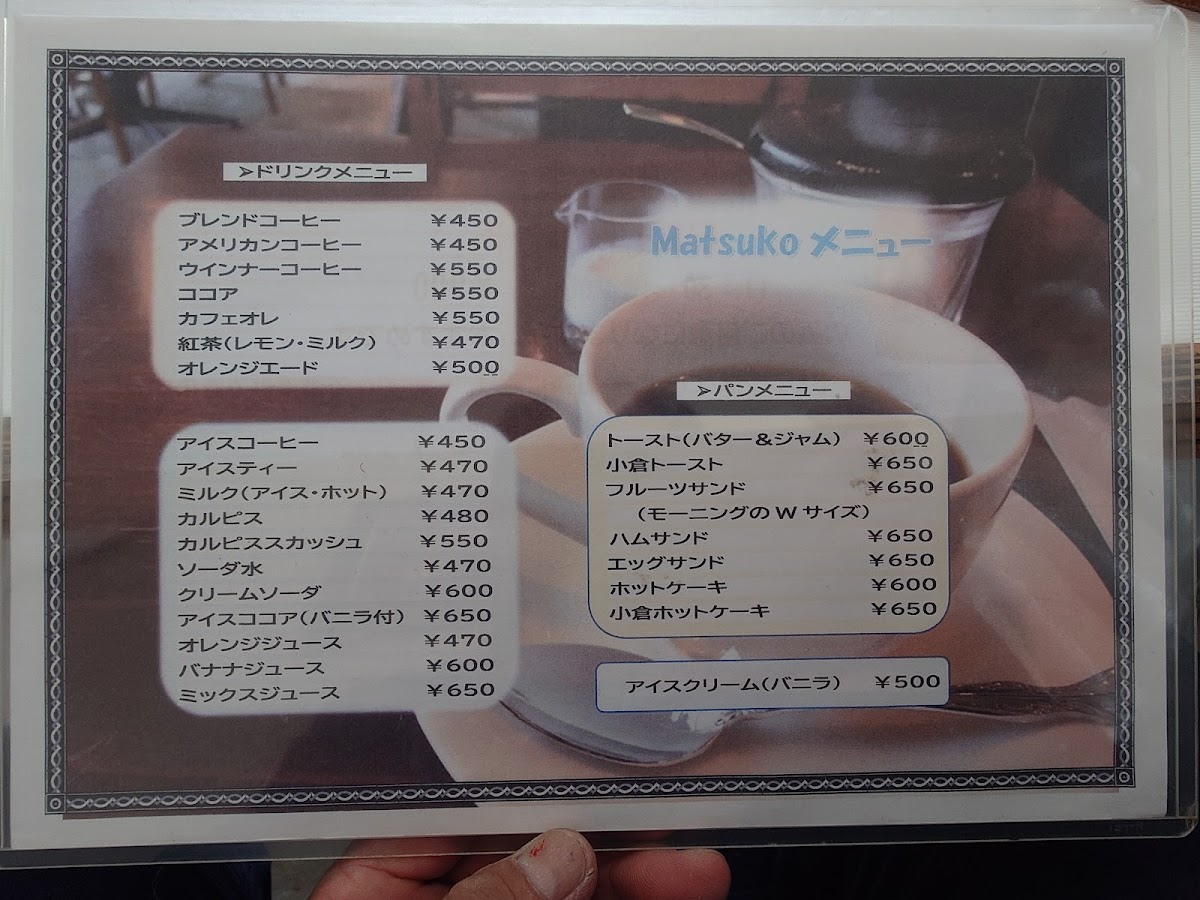 ➢ドリンクメニュー
ブレンドコーヒー ￥450
アメリカンコーヒー ￥450
ウインナーコーヒー ￥550
ココア ￥550
カフェオレ ￥550
紅茶(レモン・ミルク) ￥470
オレンジエード ￥500
アイスコーヒー ￥450
アイスティー ￥470
ミルク(アイス・ホット) ￥470
カルピス ￥480
カルピススカッシュ ￥550
ソーダ水 ￥470
クリームソーダ ￥600
アイスココア(バニラ付) ￥650
オレンジジュース ￥470
バナナジュース ￥600
ミックスジュース ￥650
Matsuko メニュー
➢パンメニュー
トースト(バター＆ジャム) ￥600
小倉トースト ￥650
フルーツサンド ￥650
(モーニングの W サイズ)
ハムサンド ￥650
エッグサンド ￥650
ホットケーキ ￥600
小倉ホットケーキ ￥650
アイスクリーム(バニラ) ￥500